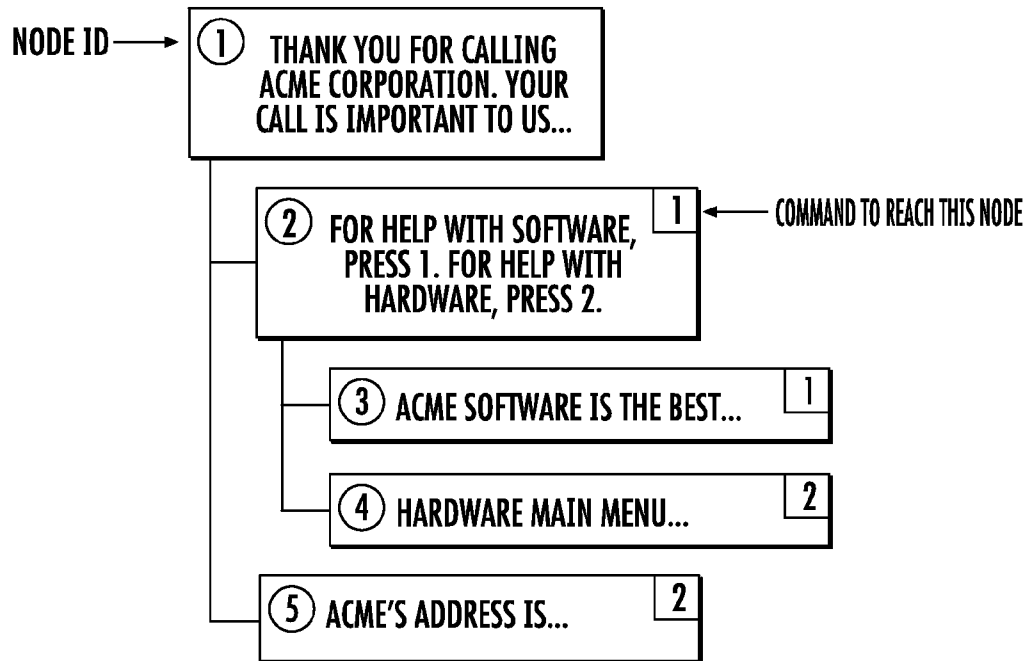 NODE ID
1
THANK YOU FOR CALLING
ACME CORPORATION. YOUR
CALL IS IMPORTANT TO US...
2
1
COMMAND TO REACH THIS NODE
FOR HELP WITH SOFTWARE,
PRESS 1. FOR HELP WITH
HARDWARE, PRESS 2.
3 ACME SOFTWARE IS THE BEST... 1
4 HARDWARE MAIN MENU... 2
5 ACME'S ADDRESS IS... 2